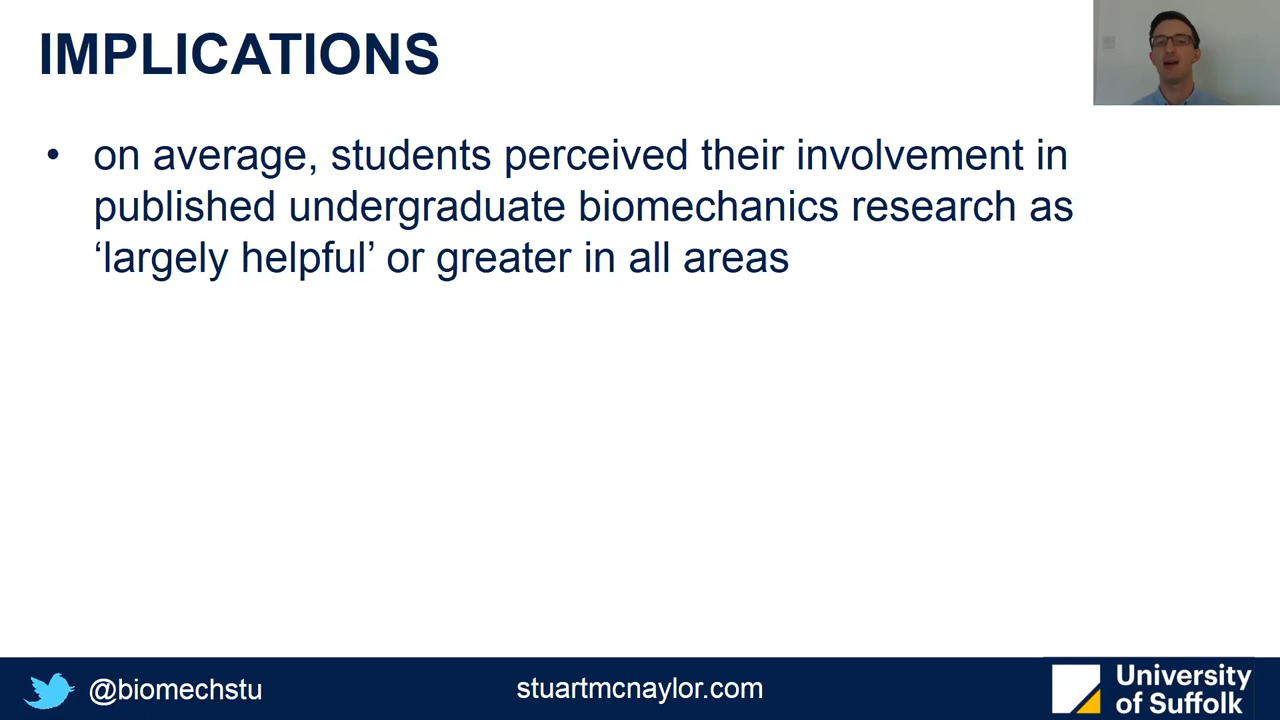 IMPLICATIONS
• on average, students perceived their involvement in
published undergraduate biomechanics research as
‘largely helpful’ or greater in all areas
@biomechstu
stuartmcnaylor.com
University
of Suffolk